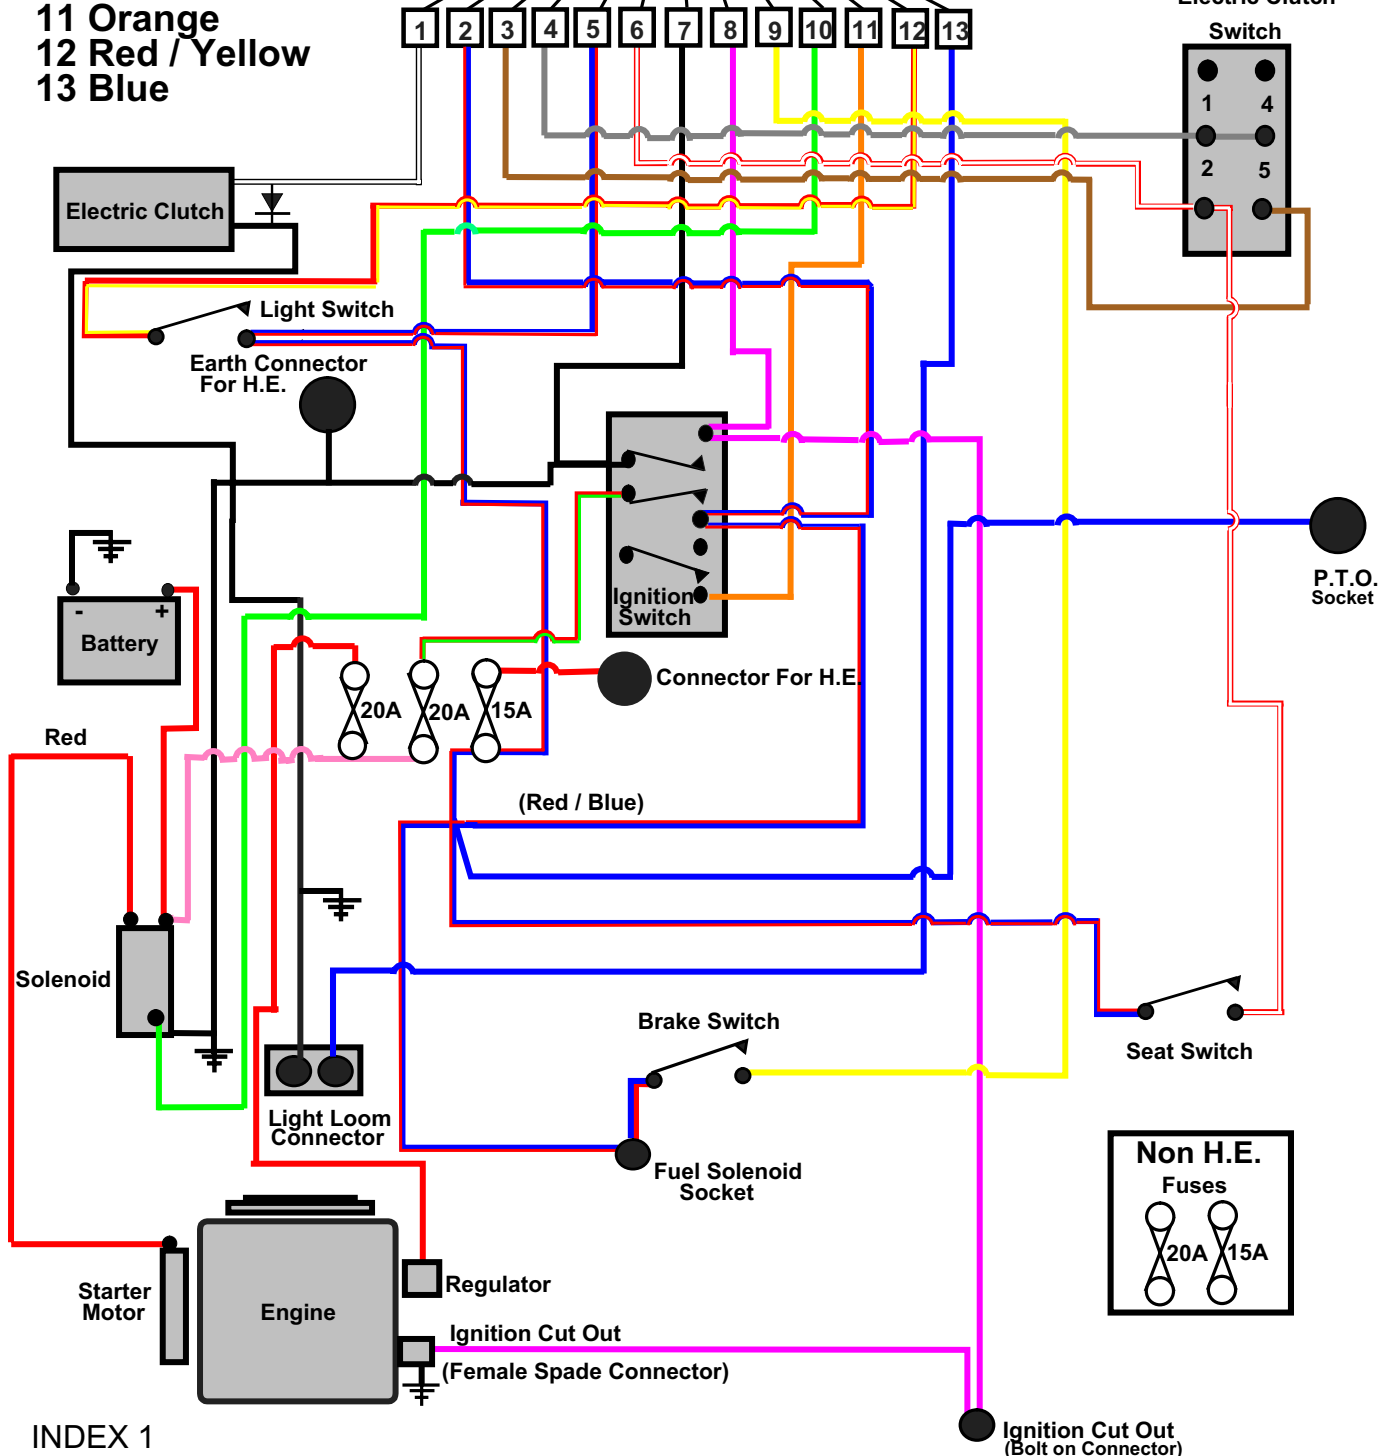 Electric Clutch
Switch
11 Orange
12 Red / Yellow
13 Blue
1 2 3 4 5 6 7 8 9 10 11 12 13
1 4
2 5
Electric Clutch
Light Switch
Earth Connector
For H.E.
Ignition
Switch
P.T.O.
Socket
- +
Battery
Connector For H.E.
20A 20A 15A
Red
(Red / Blue)
Solenoid
Brake Switch
Seat Switch
Light Loom
Connector
Fuel Solenoid
Socket
Non H.E.
Fuses
20A 15A
Starter
Motor
Engine
Regulator
Ignition Cut Out
(Female Spade Connector)
Ignition Cut Out
(Bolt on Connector)
INDEX 1